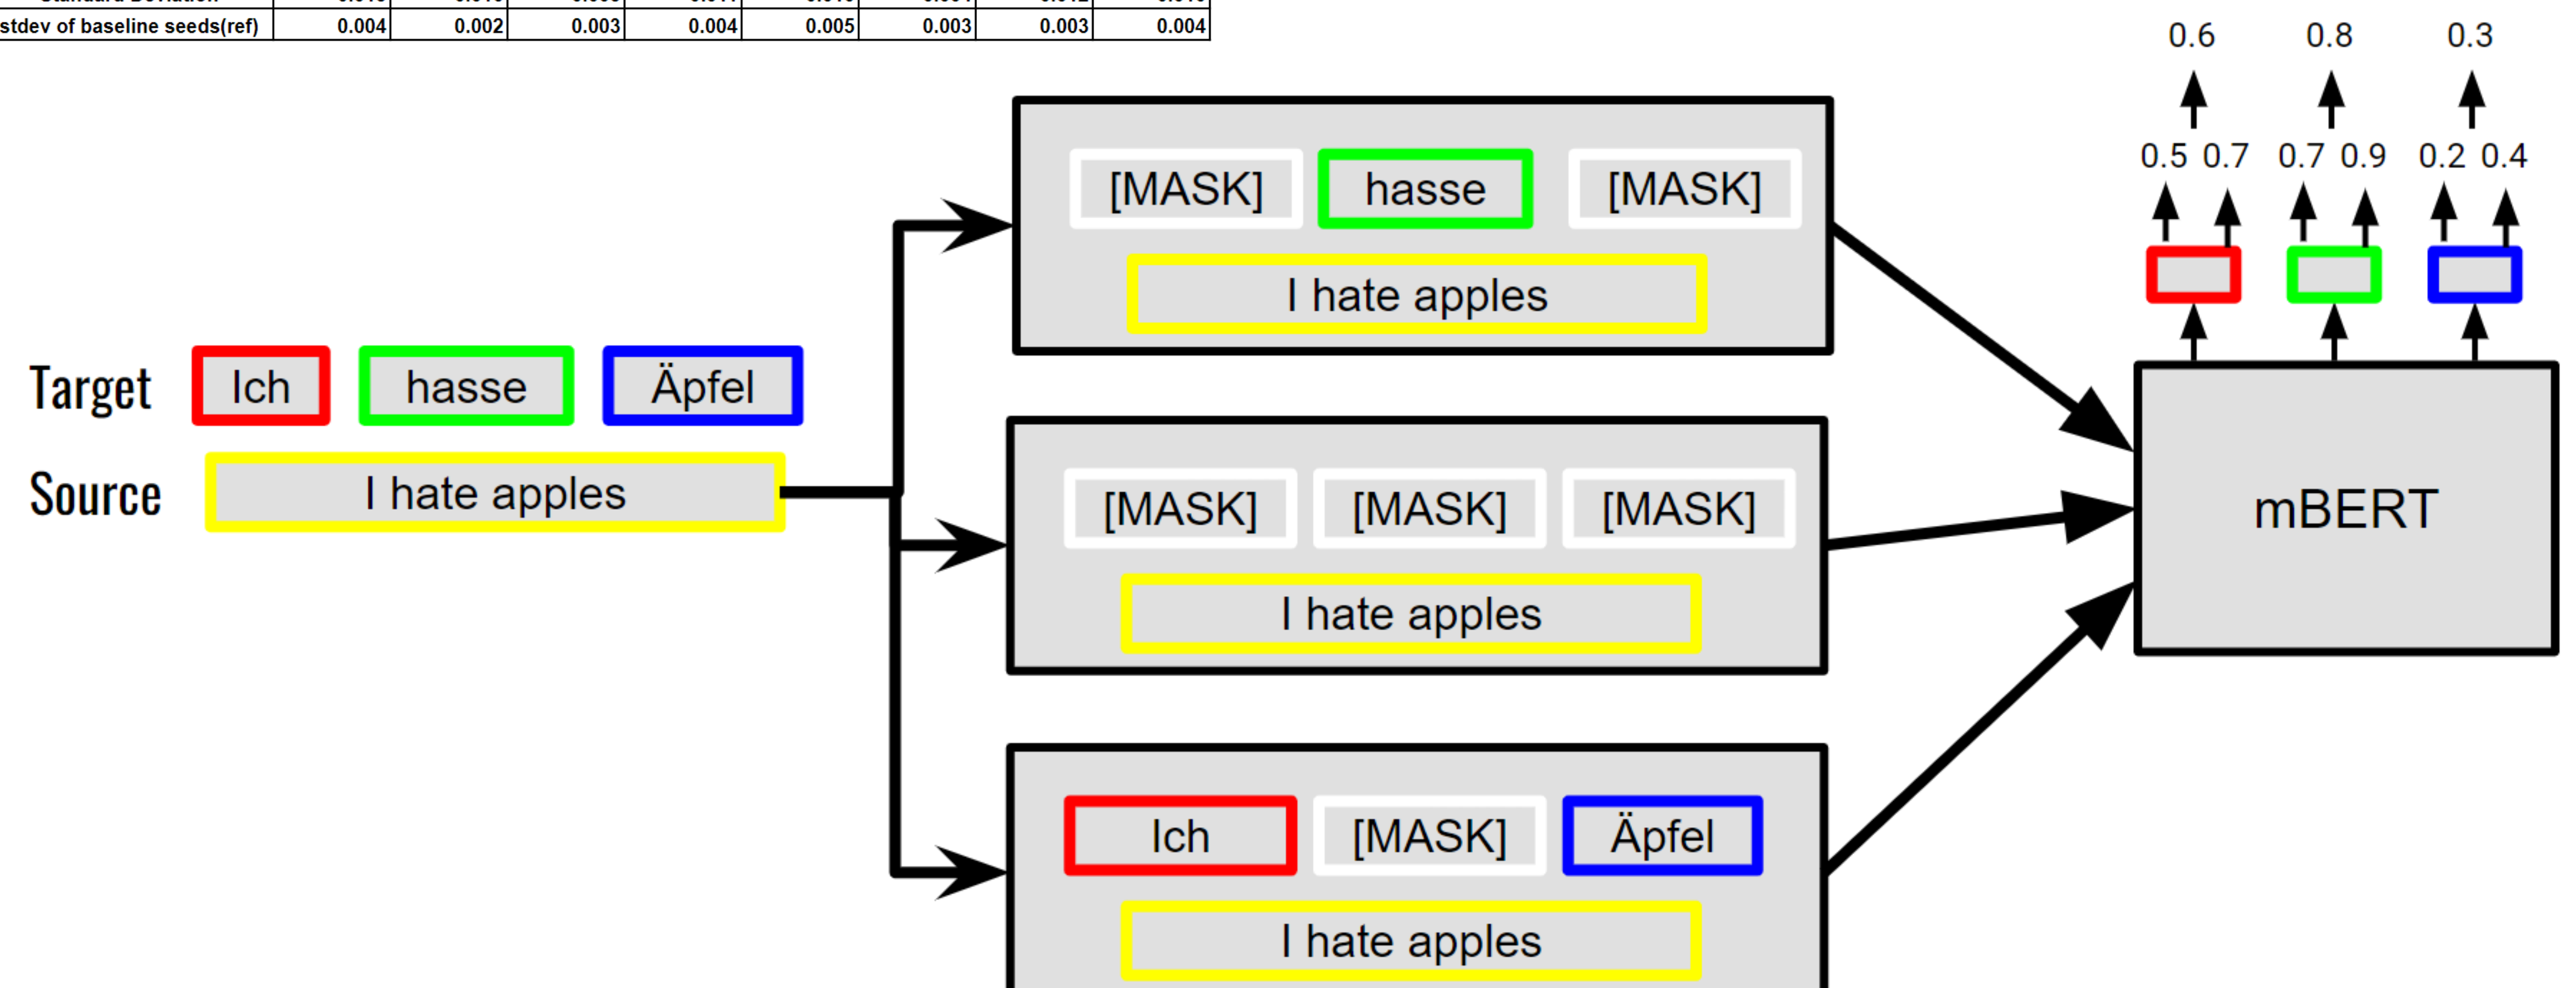 stdev of baseline seeds(ref) 0.004 0.002 0.003 0.004 0.005 0.003 0.003 0.004
0.6 0.8 0.3
0.5 0.7 0.7 0.9 0.2 0.4
[MASK] hasse [MASK]
I hate apples
Target Ich hasse Äpfel
Source I hate apples
[MASK] [MASK] [MASK]
I hate apples
mBERT
Ich [MASK] Äpfel
I hate apples